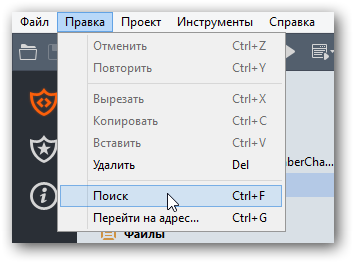 Файл Правка Проект Инструменты Справка
Отменить Ctrl+Z
Повторить Ctrl+Y
Вырезать Ctrl+X
Копировать Ctrl+C
Вставить Ctrl+V
Удалить Del
Поиск Ctrl+F
Перейти на адрес... Ctrl+G
Файлы